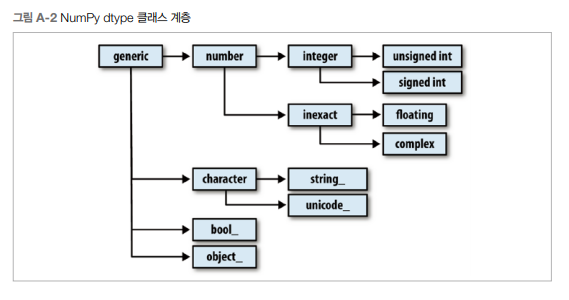 그림 A-2 NumPy dtype 클래스 계층
generic number integer unsigned int
signed int
inexact floating
complex
character string_
unicode_
bool_
object_